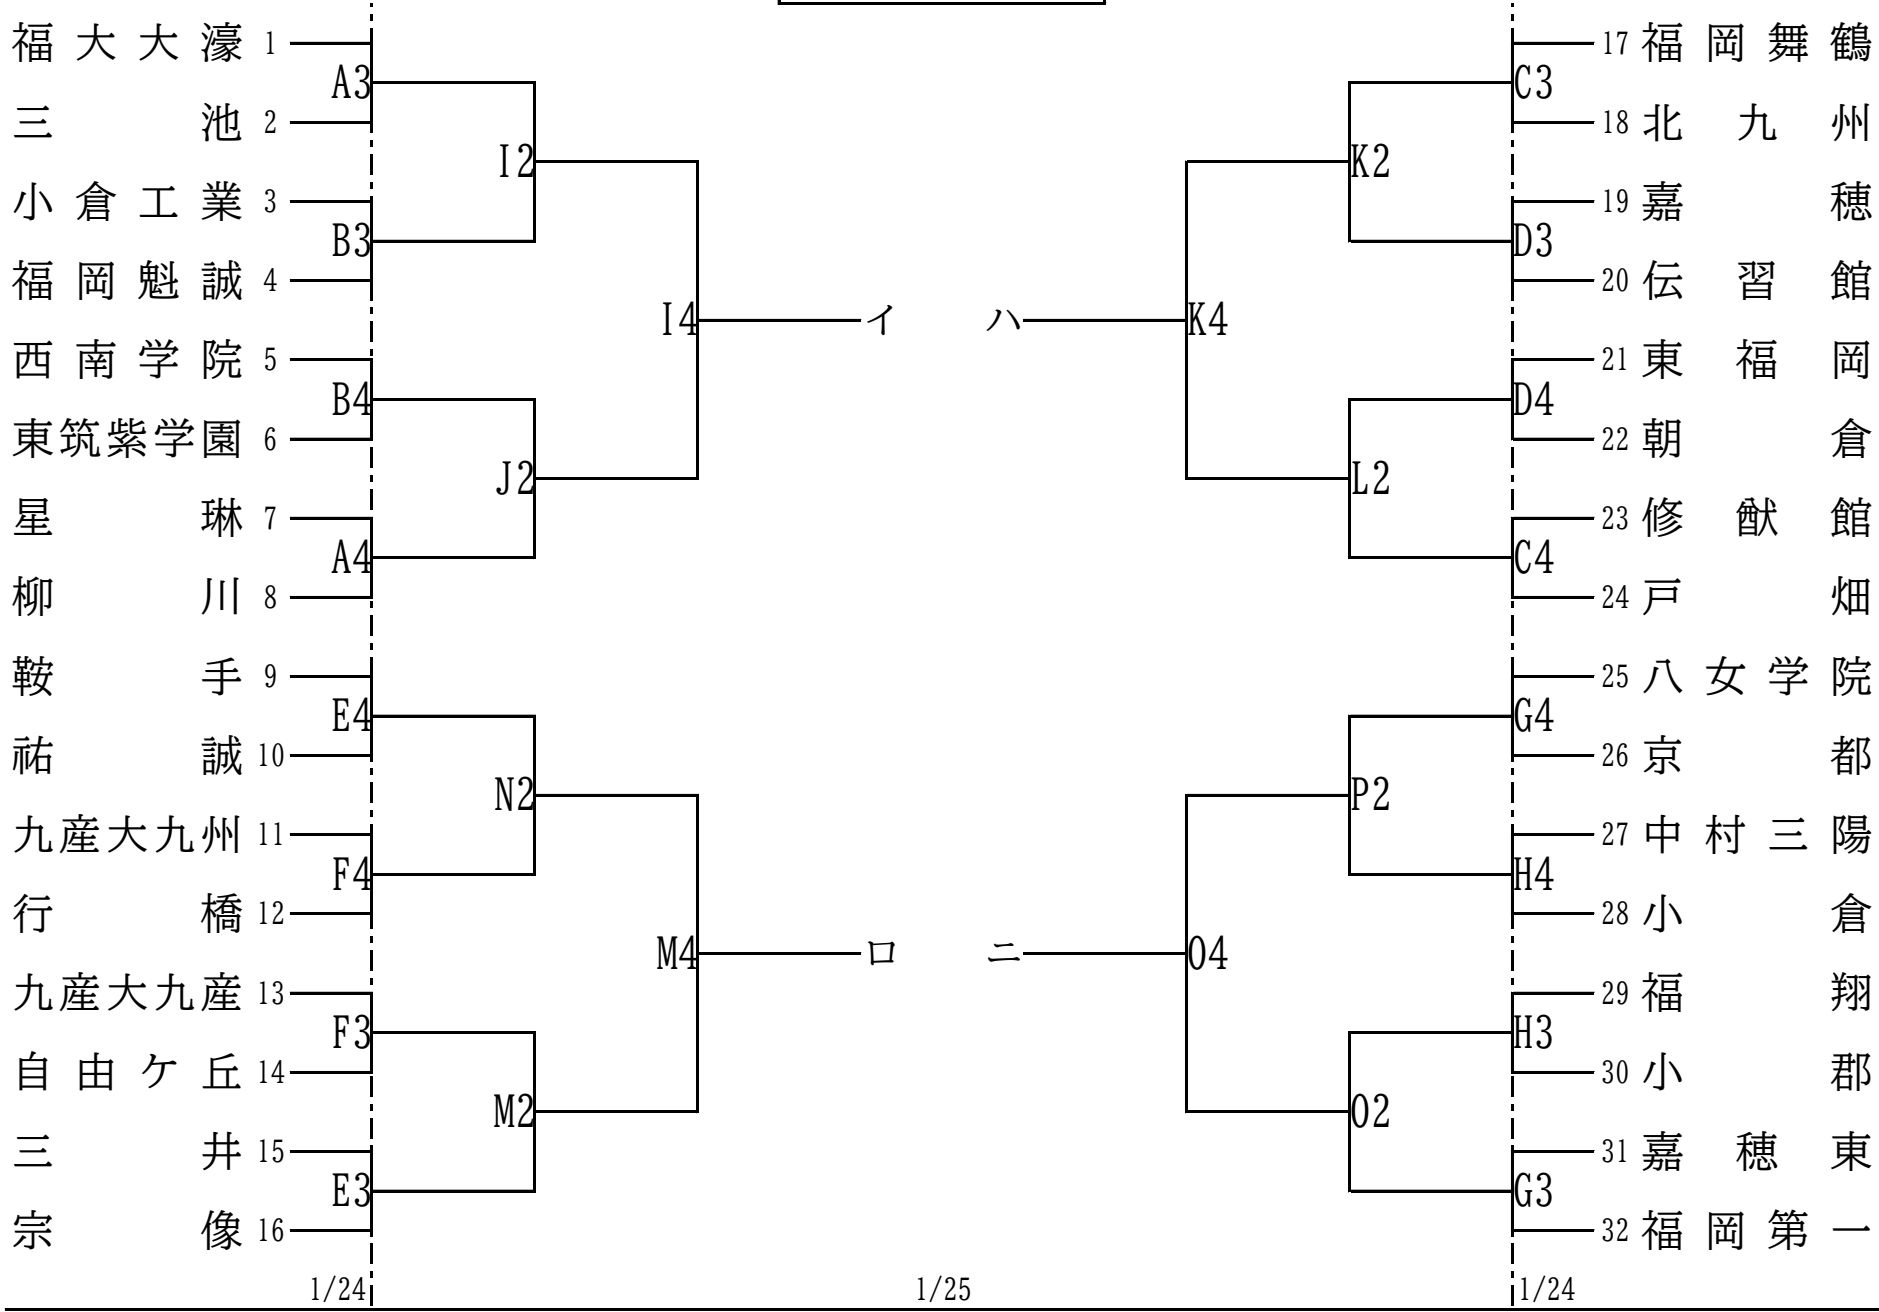 福大大濠 1 17 福岡舞鶴
A3 C3
三池 2 18 北九州
I2 K2
小倉工業 3 19 嘉穂
B3 D3
福岡魁誠 4 20 伝習館
I4 イ ハ K4
西南学院 5 21 東福岡
B4 D4
東筑紫学園 6 22 朝倉
J2 L2
星琳 7 23 修猷館
A4 C4
柳川 8 24 戸畑
鞍手 9 25 八女学院
E4 G4
祐誠 10 26 京都
N2 P2
九産大九州 11 27 中村三陽
F4 H4
行橋 12 28 小倉
M4 ロ ニ O4
九産大九産 13 29 福翔
F3 H3
自由ケ丘 14 30 小郡
M2 O2
三井 15 31 嘉穂東
E3 G3
宗像 16 32 福岡第一
1/24 1/25 1/24